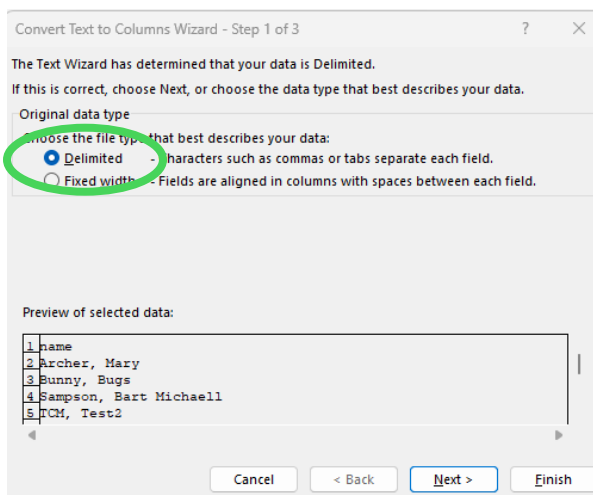 Convert Text to Columns Wizard - Step 1 of 3 ?
The Text Wizard has determined that your data is Delimited.
If this is correct, choose Next, or choose the data type that best describes your data.
Original data type
Choose the file type that best describes your data:
Delimited - Characters such as commas or tabs separate each field.
Fixed width - Fields are aligned in columns with spaces between each field.
Preview of selected data:
1 name
2 Archer, Mary
3 Bunny, Bugs
4 Sampson, Bart Michaell
5 TCM, Test2
Cancel < Back Next > Finish